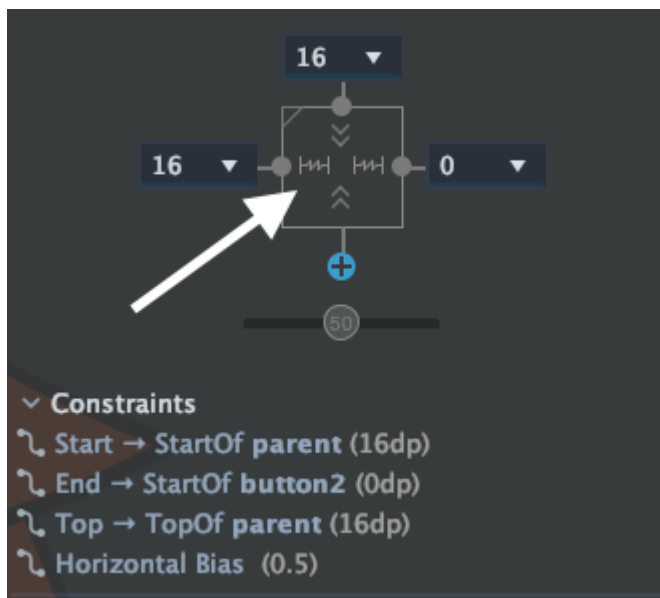 16
16
0
50
Constraints
Start → StartOf parent (16dp)
End → StartOf button2 (0dp)
Top → TopOf parent (16dp)
Horizontal Bias (0.5)